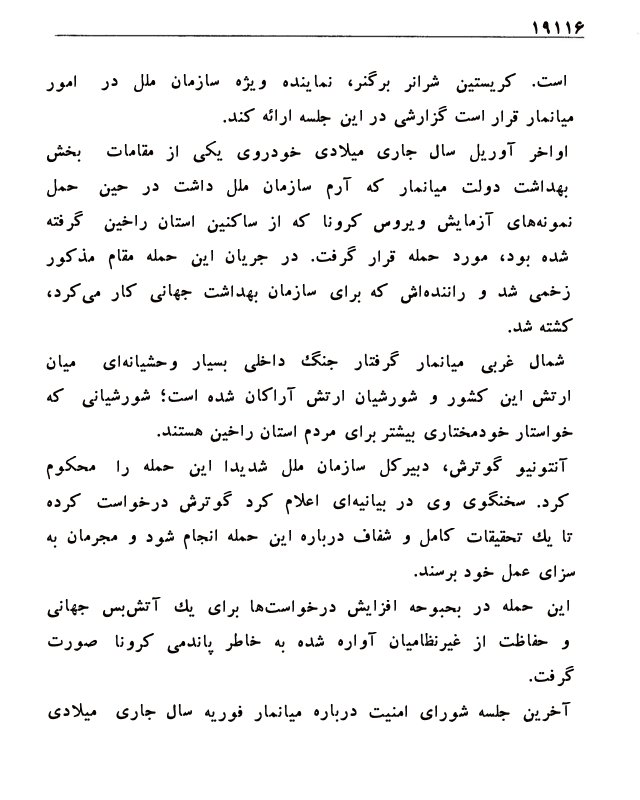 ۱۹۱۱۶
است. کریستین شرانر برگنر، نماینده ویژه سازمان ملل در امور
میانمار قرار است گزارشی در این جلسه ارائه کند.
اواخر آوریل سال جاری میلادی خودروی یکی از مقامات بخش
بهداشت دولت میانمار که آرم سازمان ملل داشت در حین حمل
نمونه‌های آزمایش ویروس کرونا که از ساکنین استان راخین گرفته
شده بود، مورد حمله قرار گرفت. در جریان این حمله مقام مذکور
زخمی شد و راننده‌اش که برای سازمان بهداشت جهانی کار می‌کرد،
کشته شد.
شمال غربی میانمار گرفتار جنگ داخلی بسیار وحشیانه‌ای میان
ارتش این کشور و شورشیان ارتش آراکان شده است؛ شورشیانی که
خواستار خودمختاری بیشتر برای مردم استان راخین هستند.
آنتونیو گوترش، دبیرکل سازمان ملل شدیدا این حمله را محکوم
کرد. سخنگوی وی در بیانیه‌ای اعلام کرد گوترش درخواست کرده
تا یك تحقیقات کامل و شفاف درباره این حمله انجام شود و مجرمان به
سزای عمل خود برسند.
این حمله در بحبوحه افزایش درخواست‌ها برای یك آتش‌بس جهانی
و حفاظت از غیرنظامیان آواره شده به خاطر پاندمی کرونا صورت
گرفت.
آخرین جلسه شورای امنیت درباره میانمار فوریه سال جاری میلادی